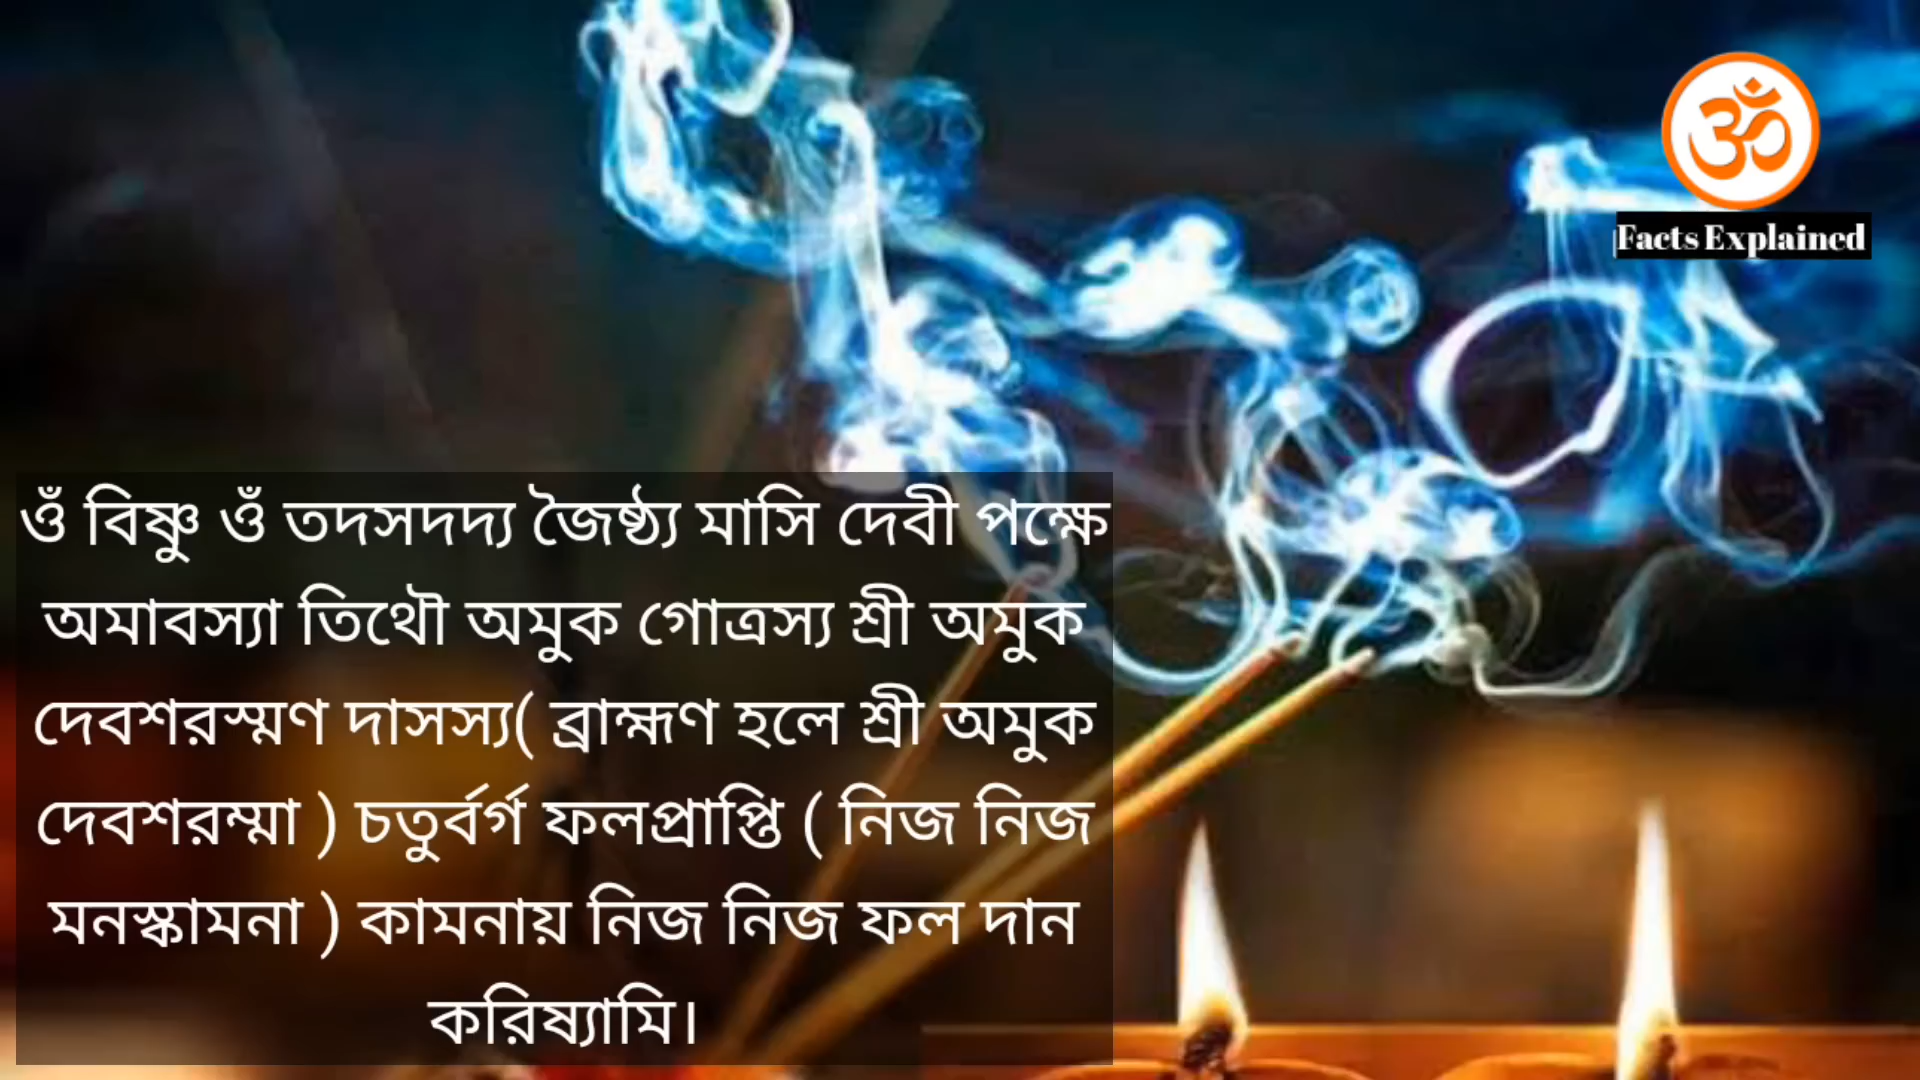 ॐ
Facts Explained
ওঁ বিষ্ণু ওঁ তদসদদ্য জৈষ্ঠ্য মাসি দেবী পক্ষে
অমাবস্যা তিথৌ অমুক গোত্রস্য শ্রী অমুক
দেবশরস্মণ দাসস্য( ব্রাহ্মণ হলে শ্রী অমুক
দেবশরম্মা ) চতুর্বর্গ ফলপ্রাপ্তি ( নিজ নিজ
মনস্কামনা ) কামনায় নিজ নিজ ফল দান
করিষ্যামি।